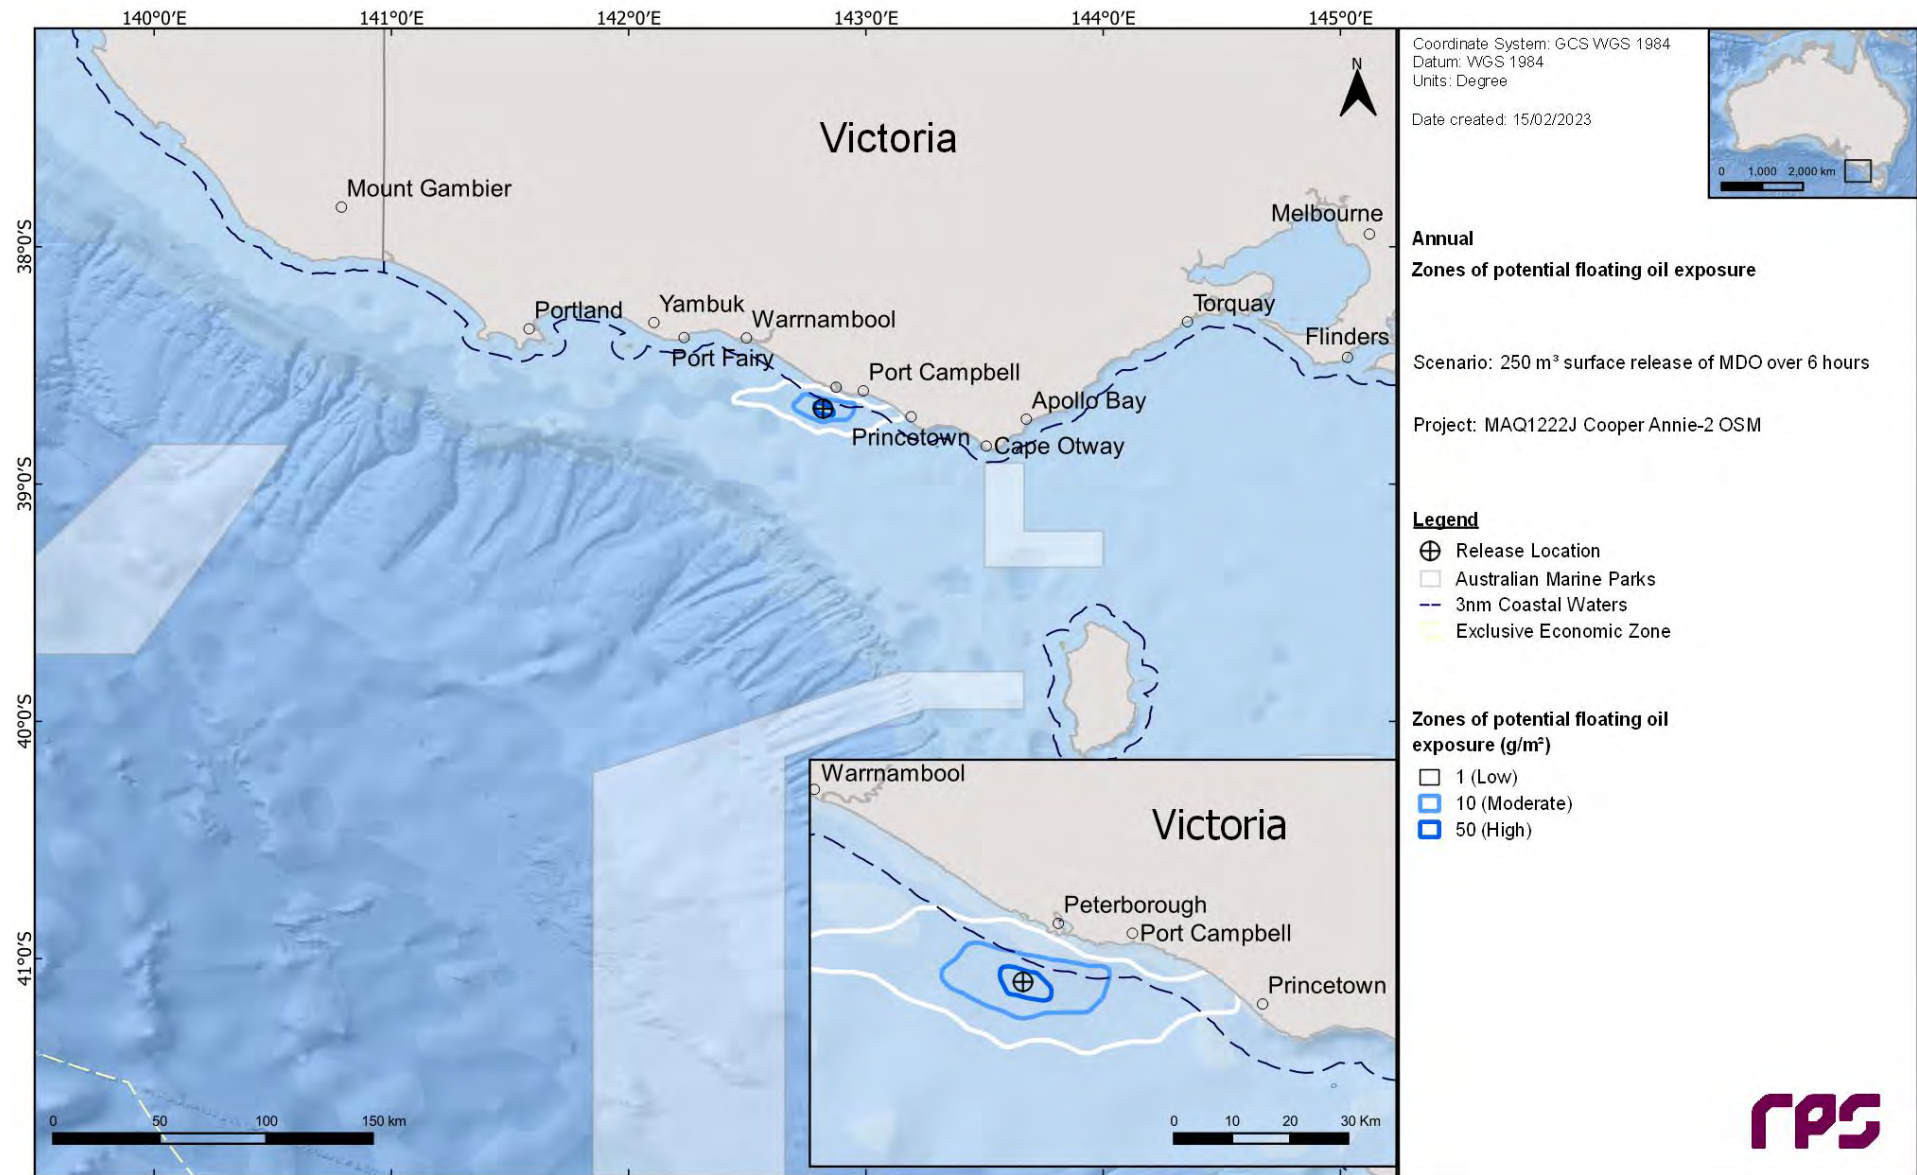 140°0'E
141°0'E
142°0'E
143°0'E
144°0'E
145°0'E
38°0'S
39°0'S
40°0'S
41°0'S
N
Victoria
Mount Gambier
Melbourne
Portland
Yambuk
Warrnambool
Port Fairy
Port Campbell
Torquay
Flinders
Apollo Bay
Princetown
Cape Otway
0 50 100 150 km
Warrnambool
Victoria
Peterborough
Port Campbell
Princetown
0 10 20 30 Km
Coordinate System: GCS WGS 1984
Datum: WGS 1984
Units: Degree
Date created: 15/02/2023
0 1,000 2,000 km
Annual
Zones of potential floating oil exposure
Scenario: 250 m³ surface release of MDO over 6 hours
Project: MAQ1222J Cooper Annie-2 OSM
Legend
Release Location
Australian Marine Parks
3nm Coastal Waters
Exclusive Economic Zone
Zones of potential floating oil
exposure (g/m²)
1 (Low)
10 (Moderate)
50 (High)
rps